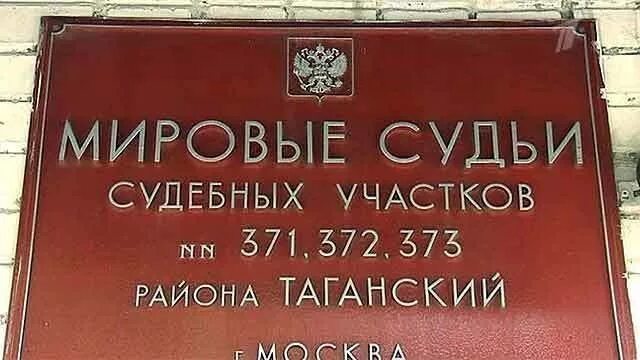 МИРОВЫЕ СУДЬИ
СУДЕБНЫХ УЧАСТКОВ
NN 371, 372, 373
РАЙОНА ТАГАНСКИЙ
г. МОСКВА